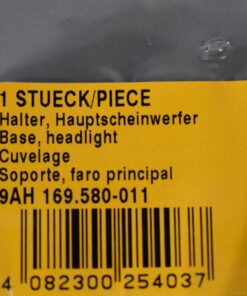 1 STUECK/PIECE
Halter, Hauptscheinwerfer
Base, headlight
Cuvelage
Soporte, faro principal
9AH 169.580-011
4 082300 254037